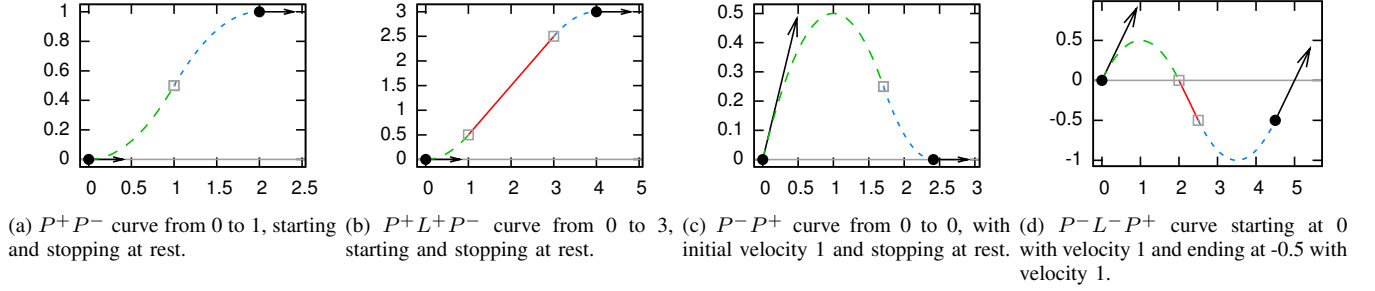 1
0.8
0.6
0.4
0.2
0
0 0.5 1 1.5 2 2.5
3
2.5
2
1.5
1
0.5
0
0 1 2 3 4 5
0.5
0.4
0.3
0.2
0.1
0
0 0.5 1 1.5 2 2.5 3
0.5
0
-0.5
-1
0 1 2 3 4 5
(a) P⁺P⁻ curve from 0 to 1, starting
and stopping at rest.
(b) P⁺L⁺P⁻ curve from 0 to 3,
starting and stopping at rest.
(c) P⁻P⁺ curve from 0 to 0, with
initial velocity 1 and stopping at rest.
(d) P⁻L⁻P⁺ curve starting at 0
with velocity 1 and ending at -0.5 with
velocity 1.